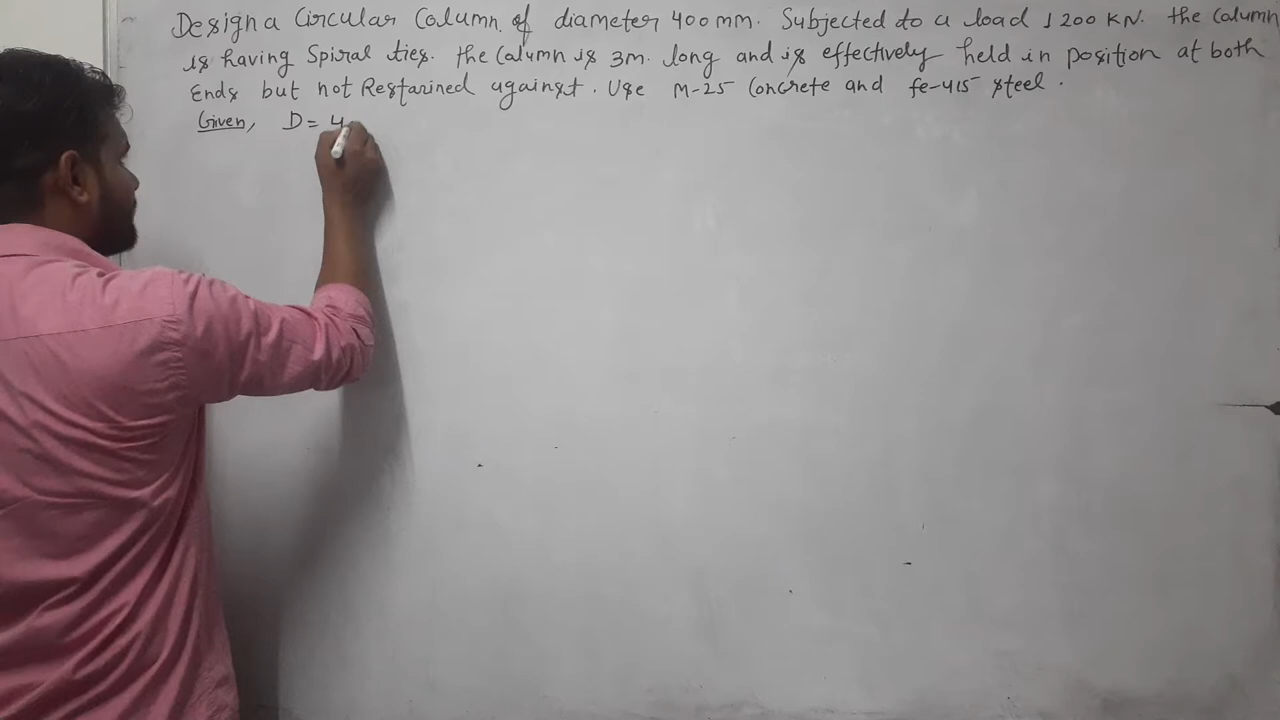 Design a Circular Column of diameter 400 mm. Subjected to a load 1200 KN. the Column
is having Spiral ties. the Column is 3m. long and is effectively held in position at both
Ends but not Restarined against. Use M-25 Concrete and fe-415 steel.
Given, D= 4